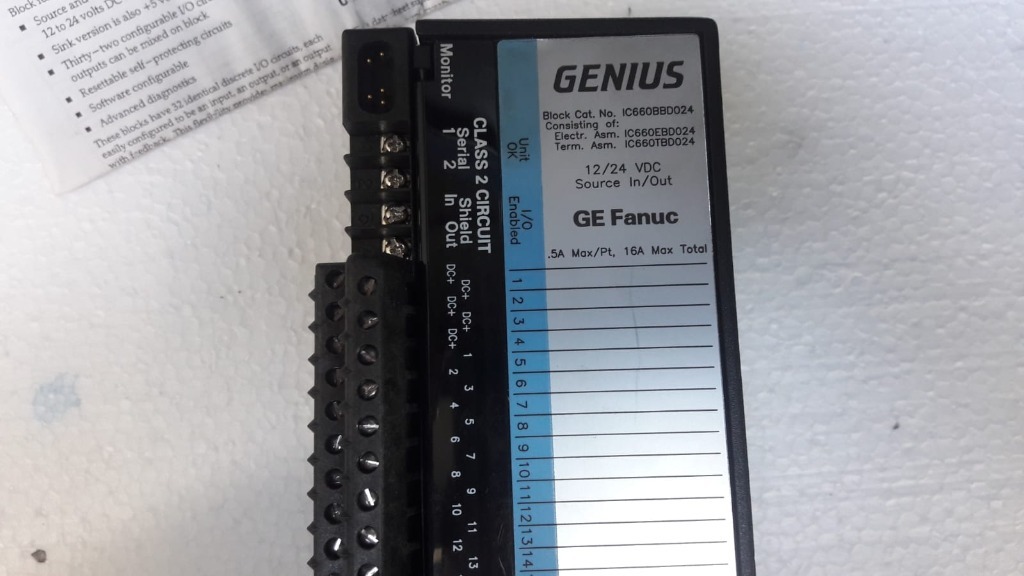 Source and
12 to 24 volts DC
Sink version is also +5 V
Thirty-two configurable I/O circ
outputs can be mixed on block
Resettable self-protecting circuits
Software configurable
Advanced diagnostics
These blocks have 32 identical discrete I/O circuits, each
easily configured to be an input, an output, or an output
with feedback. This flexibility
Monitor
CLASS 2 CIRCUIT
Serial Shield
1 2 In Out
DC+ DC+ 1 3 5 7 9 11 13
DC+ DC+ DC+ 2 4 6 8 10 12
Unit
OK
I/O
Enabled
1
2
3
4
5
6
7
8
9
10
11
12
13
14
GENIUS
Block Cat. No. IC660BBD024
Consisting of:
Electr. Asm. IC660EBD024
Term. Asm. IC660TBD024
12/24 VDC
Source In/Out
GE Fanuc
.5A Max/Pt, 16A Max Total